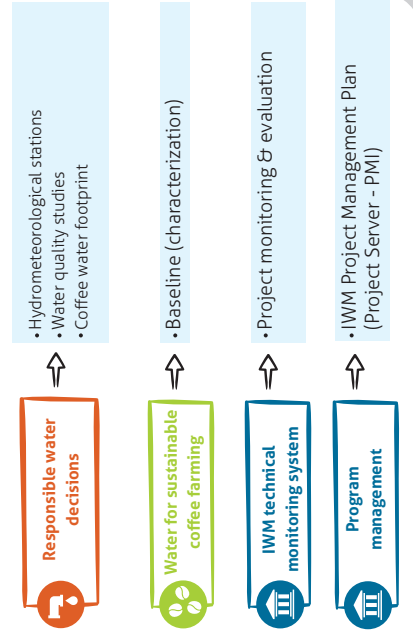 Responsible water
decisions
• Hydrometeorological stations
• Water quality studies
• Coffee water footprint
Water for sustainable
coffee farming
• Baseline (characterization)
IWM technical
monitoring system
• Project monitoring & evaluation
Program
management
• IWM Project Management Plan
(Project Server - PMI)